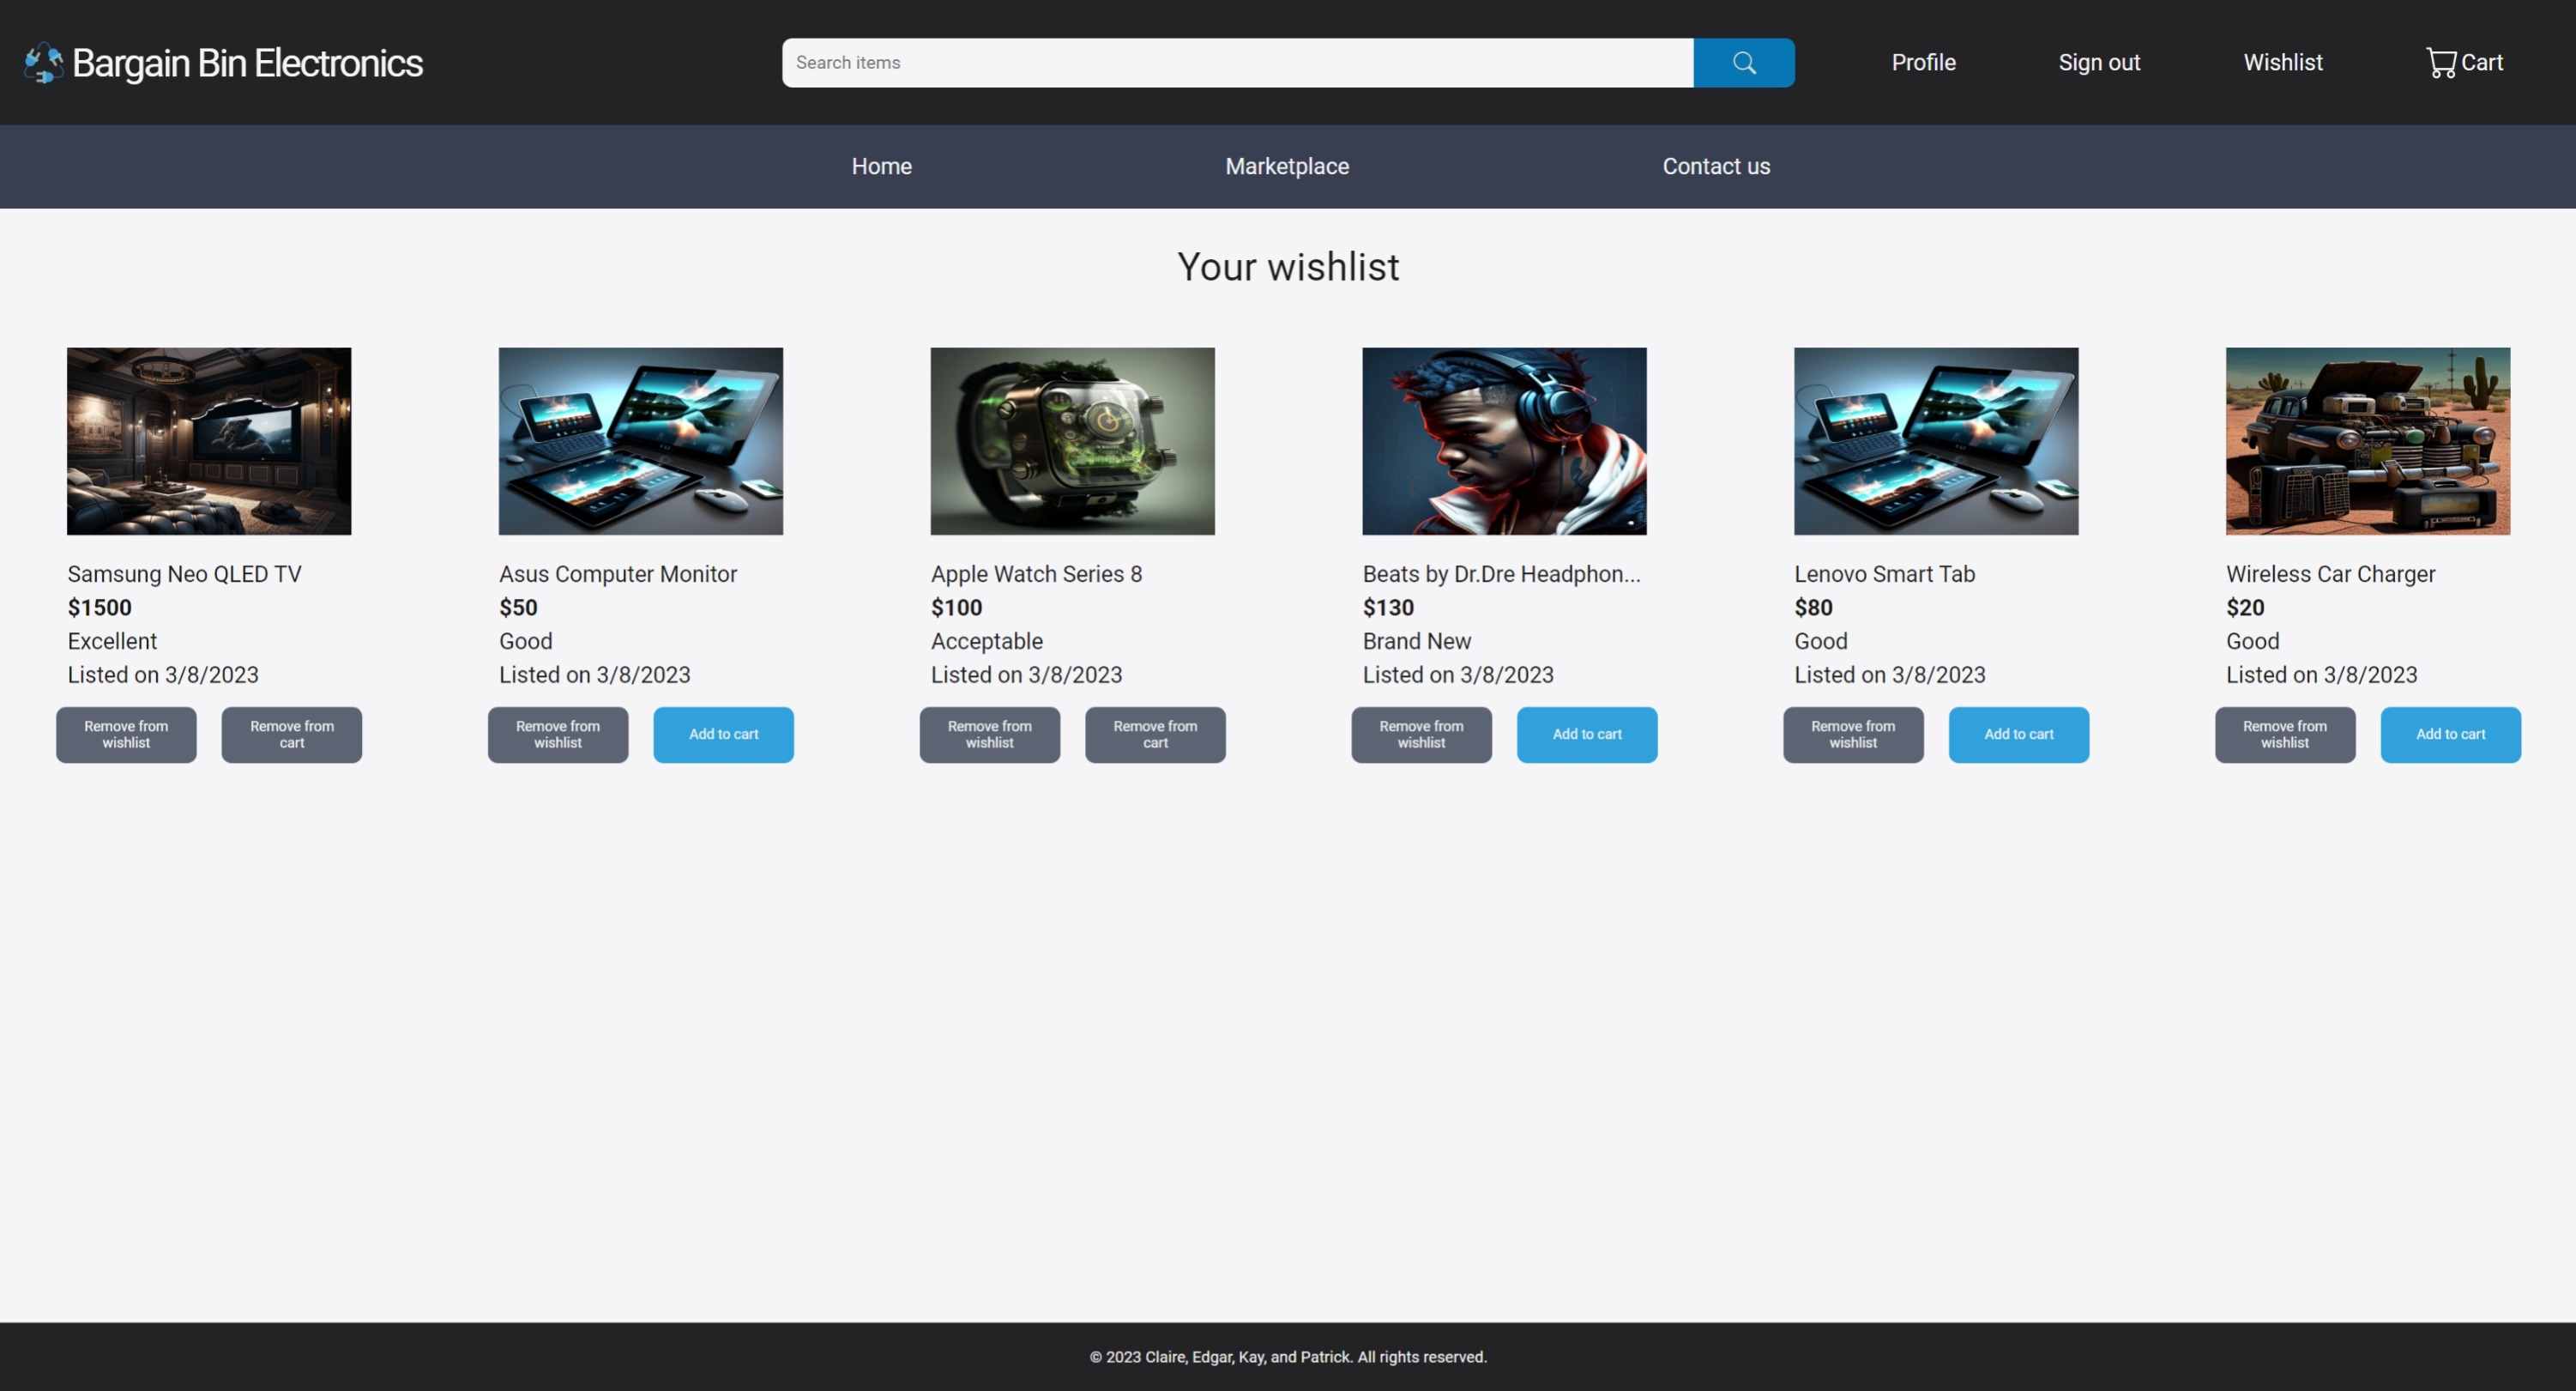 Bargain Bin Electronics
Search items
Profile
Sign out
Wishlist
Cart
Home
Marketplace
Contact us
Your wishlist
Samsung Neo QLED TV
$1500
Excellent
Listed on 3/8/2023
Remove from
wishlist
Remove from
cart
Asus Computer Monitor
$50
Good
Listed on 3/8/2023
Remove from
wishlist
Add to cart
Apple Watch Series 8
$100
Acceptable
Listed on 3/8/2023
Remove from
wishlist
Remove from
cart
Beats by Dr.Dre Headphon...
$130
Brand New
Listed on 3/8/2023
Remove from
wishlist
Add to cart
Lenovo Smart Tab
$80
Good
Listed on 3/8/2023
Remove from
wishlist
Add to cart
Wireless Car Charger
$20
Good
Listed on 3/8/2023
Remove from
wishlist
Add to cart
© 2023 Claire, Edgar, Kay, and Patrick. All rights reserved.